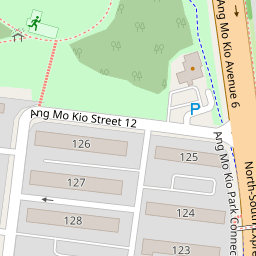 Ang Mo Kio Avenue 6
P
Ang Mo Kio Street 12
126
125
127
124
128
123
Ang Mo Kio Park Connec
North-South Expre